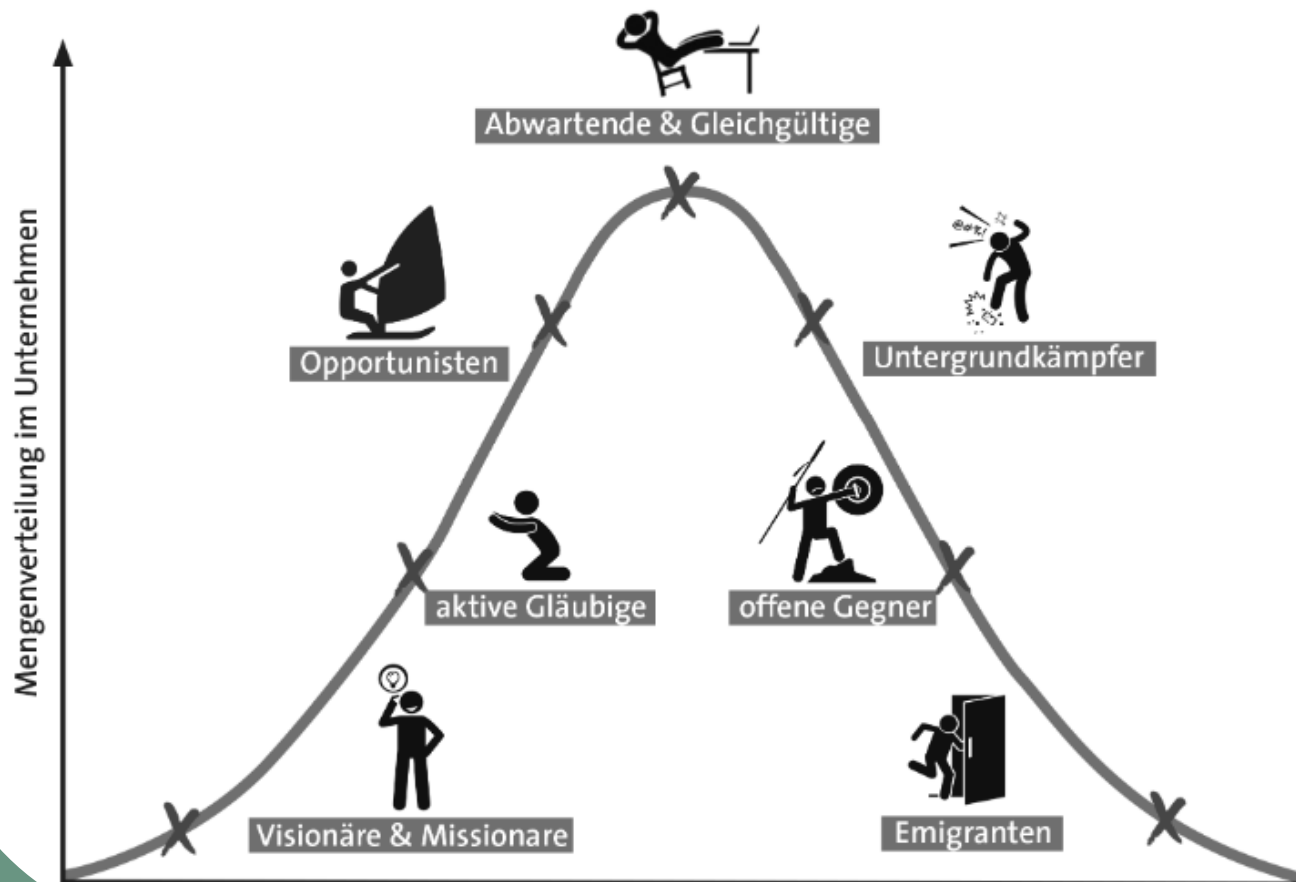 Abwartende & Gleichgültige
Mengenverteilung im Unternehmen
@#*!
Opportunisten
Untergrundkämpfer
aktive Gläubige
offene Gegner
Visionäre & Missionare
Emigranten